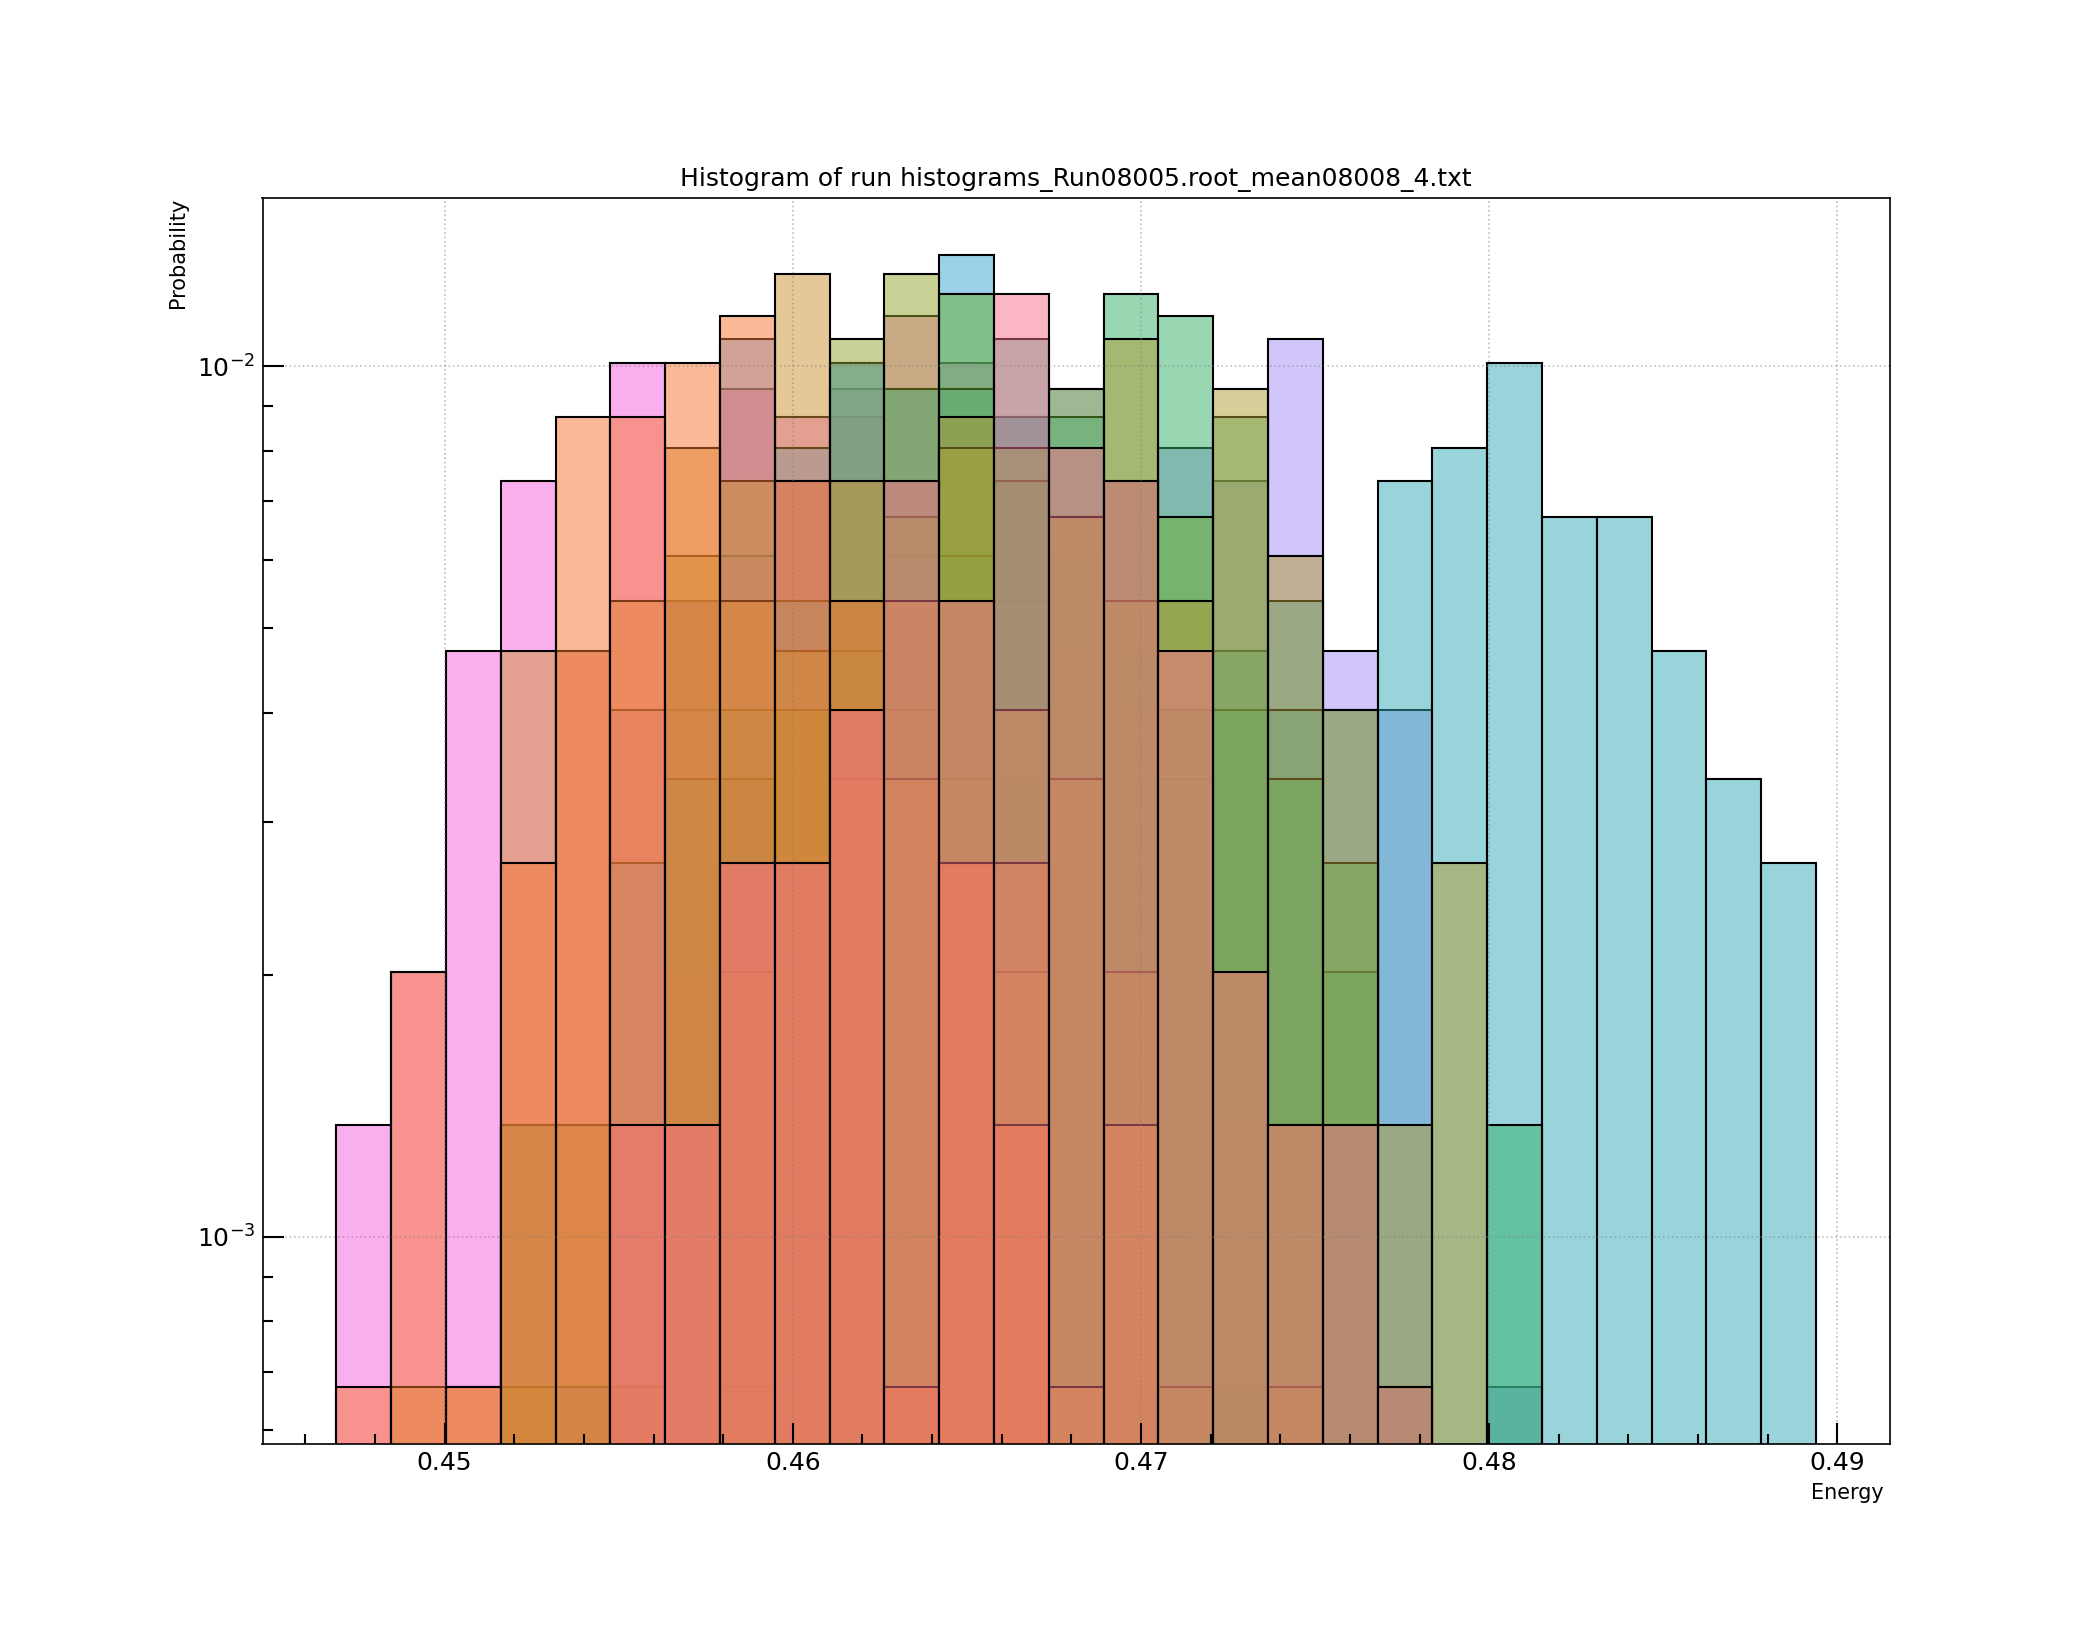 Histogram of run histograms_Run08005.root_mean08008_4.txt
Probability
10⁻²
10⁻³
0.45 0.46 0.47 0.48 0.49
Energy